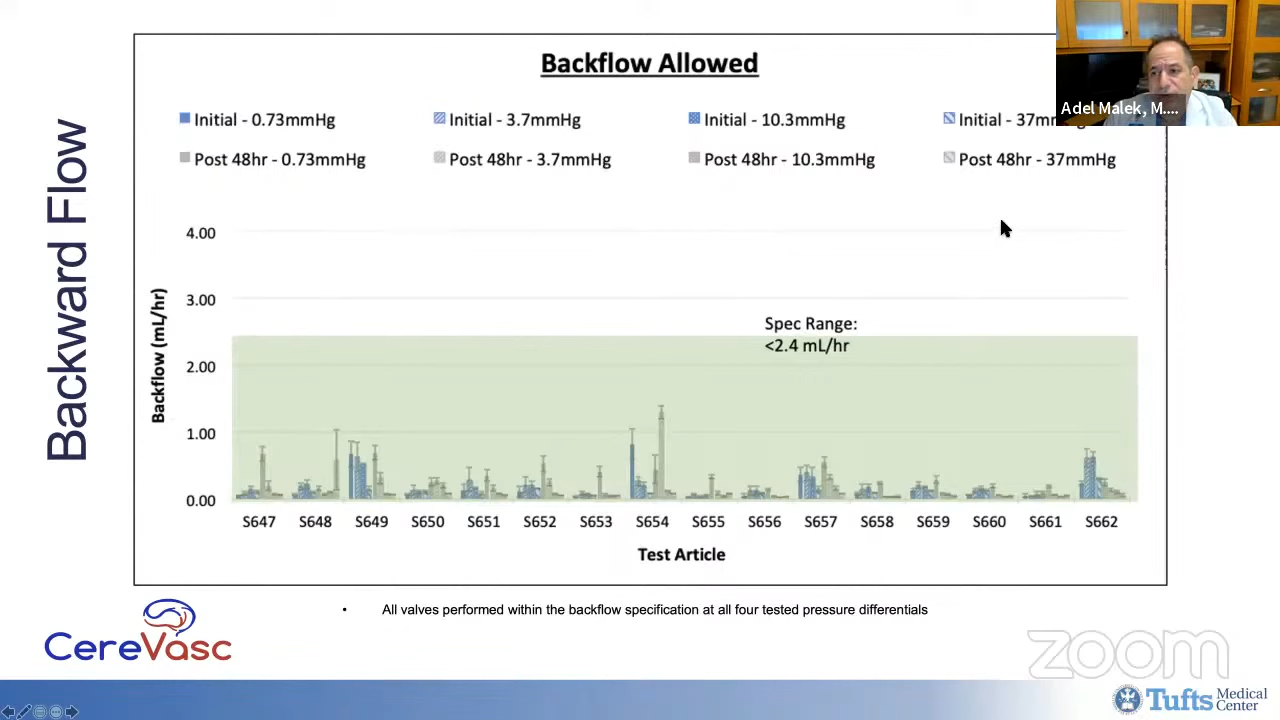 Backflow Allowed
Adel Malek, M....
Initial - 0.73mmHg
Initial - 3.7mmHg
Initial - 10.3mmHg
Initial - 37mmHg
Post 48hr - 0.73mmHg
Post 48hr - 3.7mmHg
Post 48hr - 10.3mmHg
Post 48hr - 37mmHg
Backward Flow
Backflow (mL/hr)
4.00
3.00
2.00
1.00
0.00
Spec Range:
<2.4 mL/hr
S647 S648 S649 S650 S651 S652 S653 S654 S655 S656 S657 S658 S659 S660 S661 S662
Test Article
• All valves performed within the backflow specification at all four tested pressure differentials
CereVasc
zoom
Tufts Medical Center